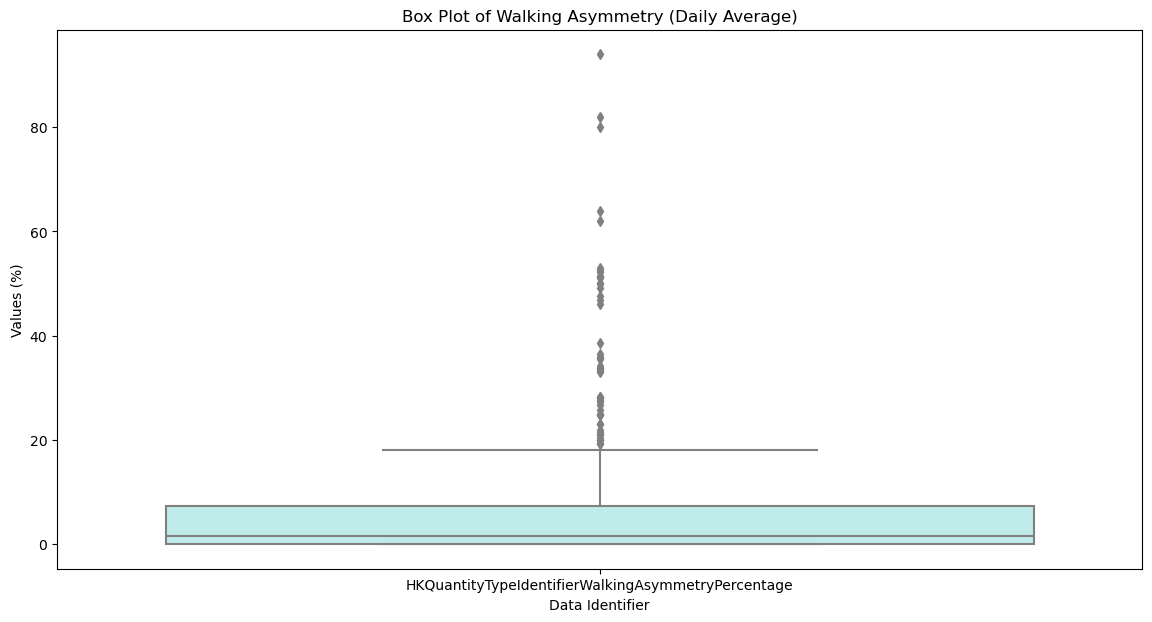 Box Plot of Walking Asymmetry (Daily Average)
80
60
40
20
0
Values (%)
HKQuantityTypeIdentifierWalkingAsymmetryPercentage
Data Identifier